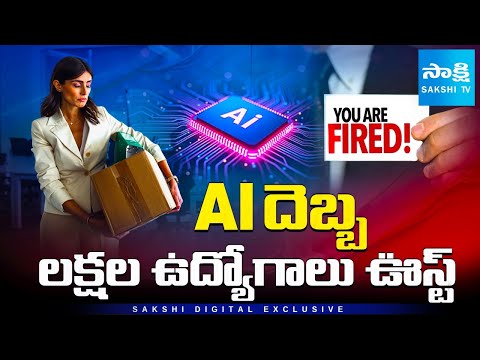 సాక్షి
SAKSHI TV
Ai
YOU ARE
FIRED!
AI దెబ్బ
లక్షల ఉద్యోగాలు ఊస్ట్
SAKSHI DIGITAL EXCLUSIVE